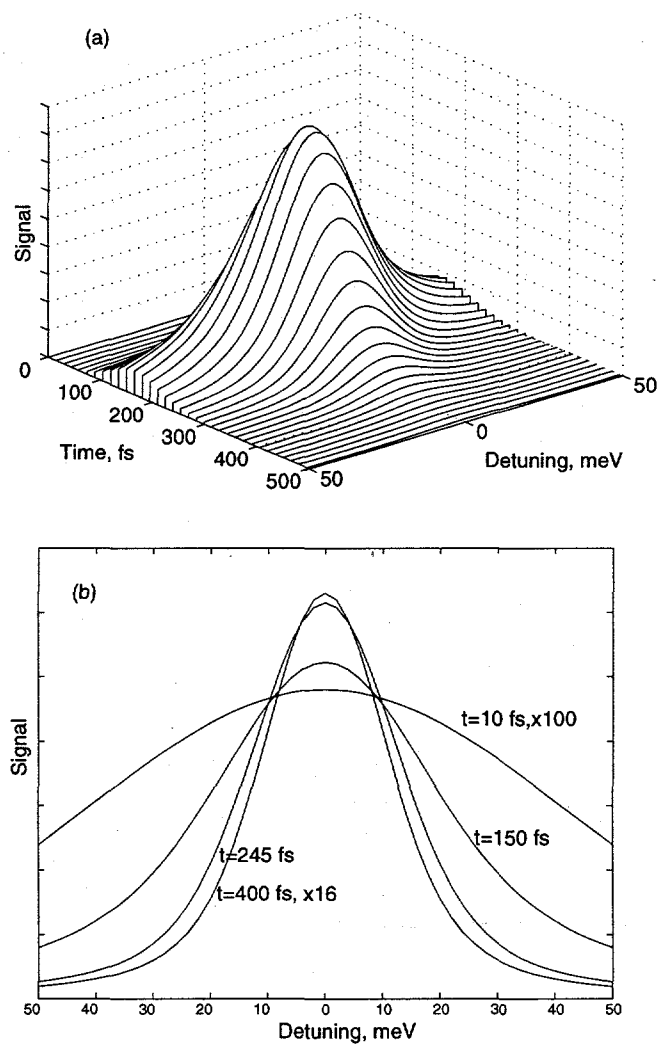 (a)
Signal
0
100
200
300
400
500
Time, fs
50
0
50
Detuning, meV
(b)
Signal
t=10 fs,x100
t=150 fs
t=245 fs
t=400 fs, x16
50 40 30 20 10 0 10 20 30 40 50
Detuning, meV